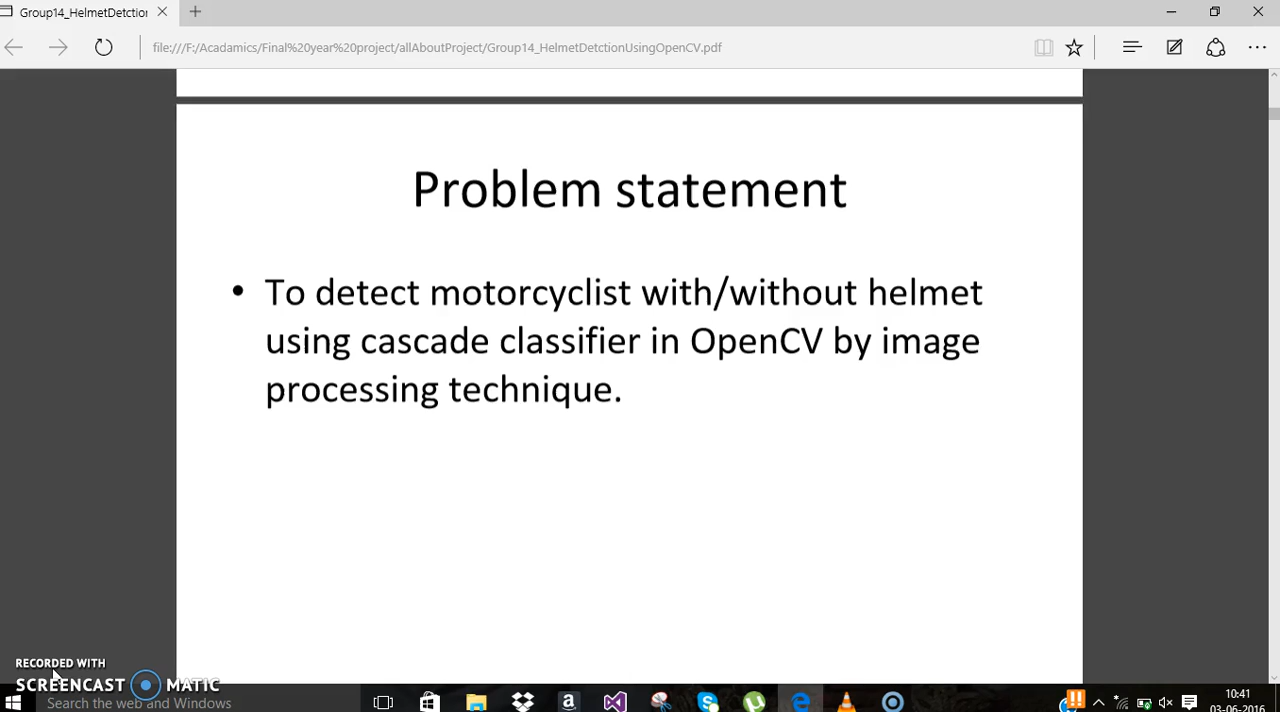 Group14_HelmetDetction
file:///F:/Acadamics/Final%20year%20project/allAboutProject/Group14_HelmetDetctionUsingOpenCV.pdf
Problem statement
• To detect motorcyclist with/without helmet
using cascade classifier in OpenCV by image
processing technique.
RECORDED WITH
SCREENCAST MATIC
Search the web and Windows
10:41
03-06-2016